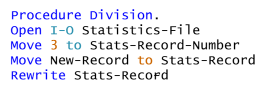 Procedure Division.
Open I-O Statistics-File
Move 3 to Stats-Record-Number
Move New-Record to Stats-Record
Rewrite Stats-Record